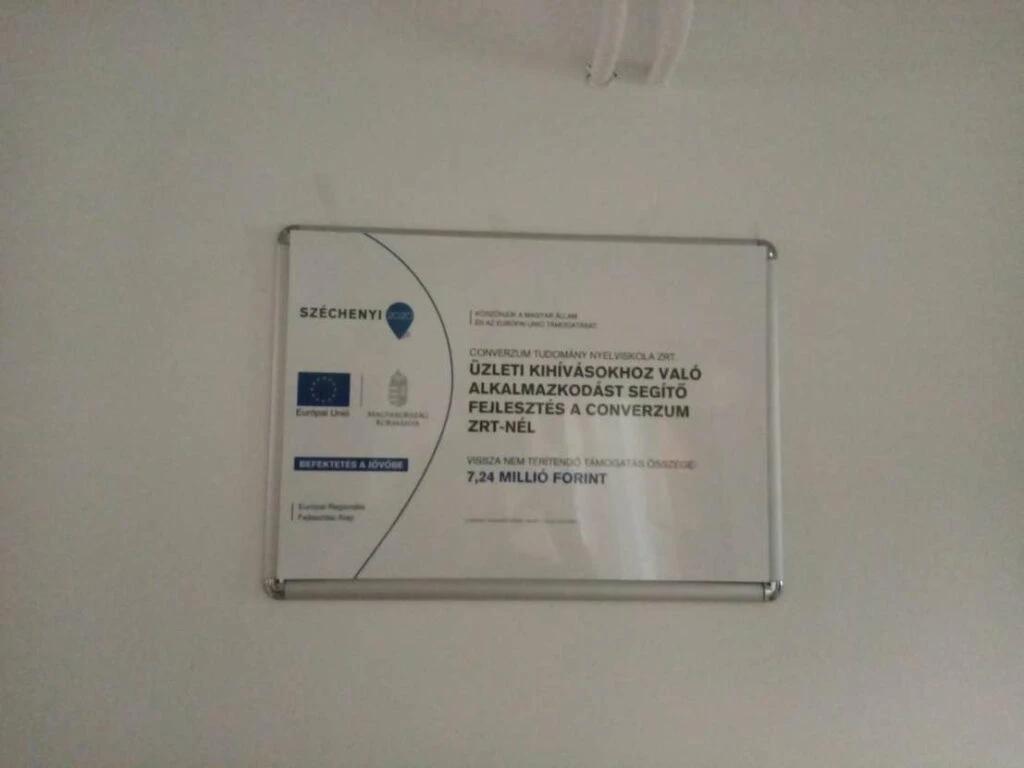 SZÉCHENYI 2020
KÖSZÖNJÜK A MAGYAR ÁLLAM
ÉS AZ EURÓPAI UNIÓ TÁMOGATÁSÁT.
CONVERZUM TUDOMÁNY NYELVISKOLA ZRT.
ÜZLETI KIHÍVÁSOKHOZ VALÓ
ALKALMAZKODÁST SEGÍTŐ
FEJLESZTÉS A CONVERZUM
ZRT-NÉL
VISSZA NEM TÉRÍTENDŐ TÁMOGATÁS ÖSSZEGE:
7,24 MILLIÓ FORINT
Európai Unió
MAGYARORSZÁG
KORMÁNYA
BEFEKTETÉS A JÖVŐBE
Európai Regionális
Fejlesztési Alap